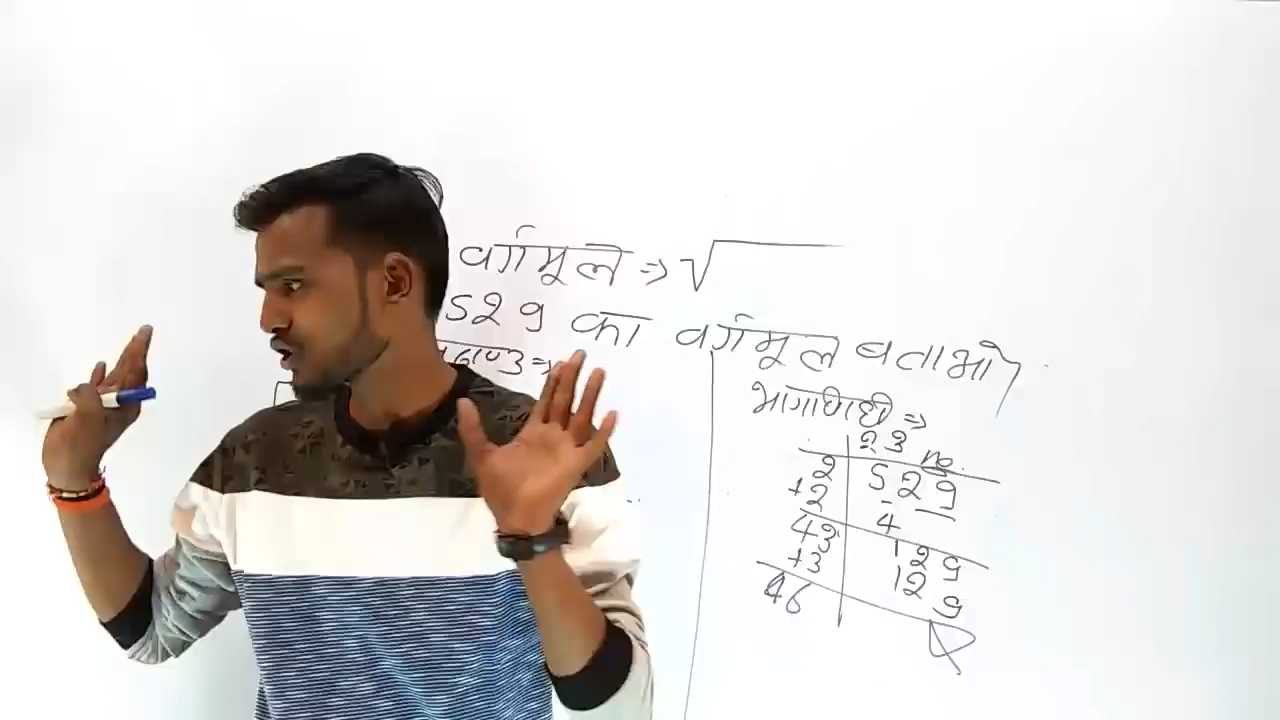 वर्गमूल ⇒ √
529 का वर्गमूल बताओ
भागविधी ⇒
23
2 529
+2 4
43 129
+3 129
46